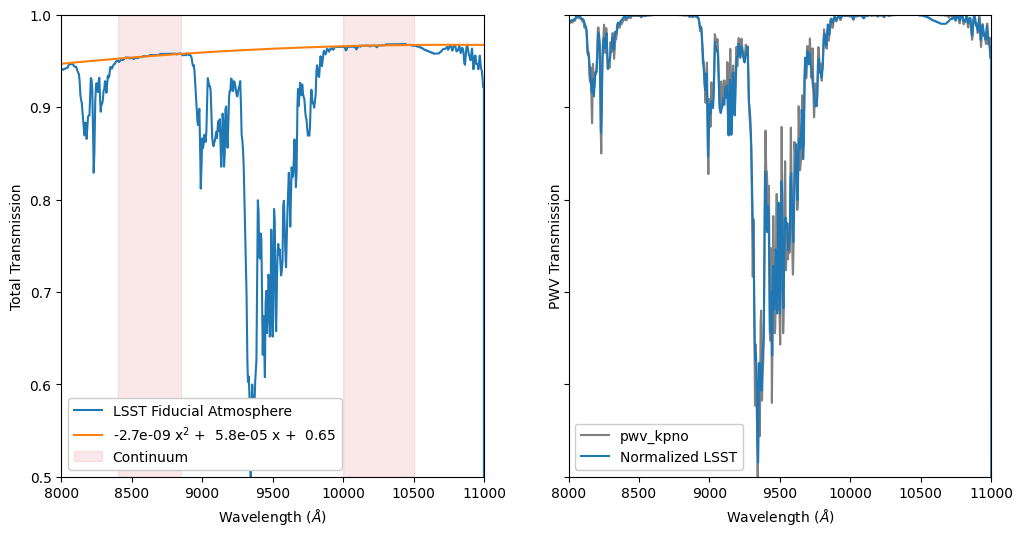 1.0
0.9
0.8
0.7
0.6
0.5
Total Transmission
LSST Fiducial Atmosphere
-2.7e-09 x² + 5.8e-05 x + 0.65
Continuum
8000 8500 9000 9500 10000 10500 11000
Wavelength (Å)
PWV Transmission
pwv_kpno
Normalized LSST
8000 8500 9000 9500 10000 10500 11000
Wavelength (Å)